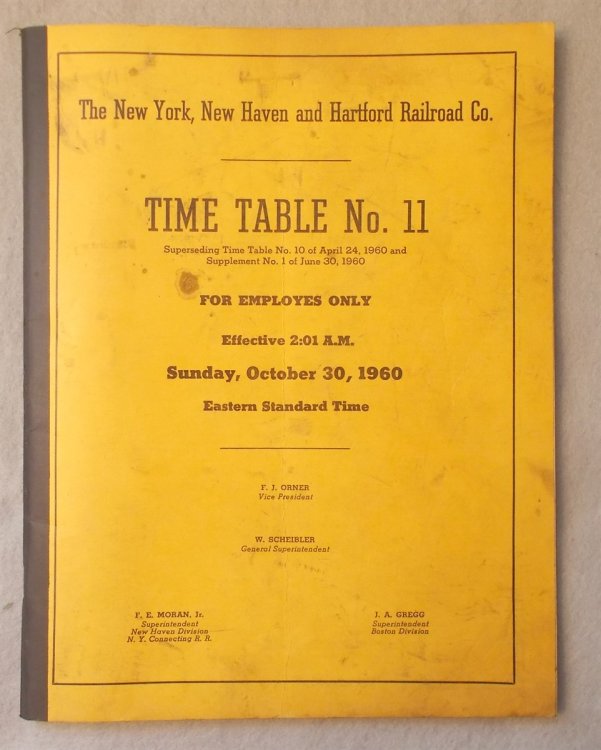 The New York, New Haven and Hartford Railroad Co.
TIME TABLE No. 11
Superseding Time Table No. 10 of April 24, 1960 and
Supplement No. 1 of June 30, 1960
FOR EMPLOYES ONLY
Effective 2:01 A.M.
Sunday, October 30, 1960
Eastern Standard Time
F. J. ORNER
Vice President
W. SCHEIBLER
General Superintendent
F. E. MORAN, Jr.
Superintendent
New Haven Division
N. Y. Connecting R. R.
J. A. GREGG
Superintendent
Boston Division